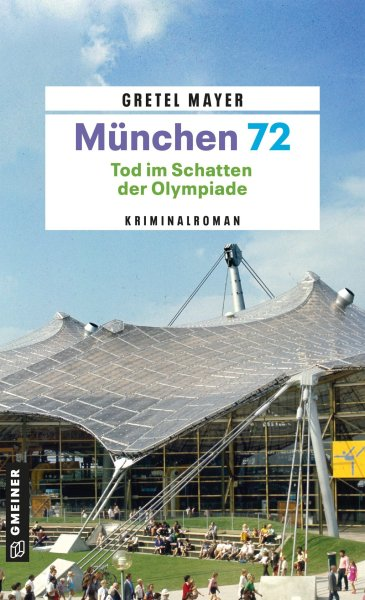 GRETEL MAYER
München 72
Tod im Schatten
der Olympiade
KRIMINALROMAN
GMEINER